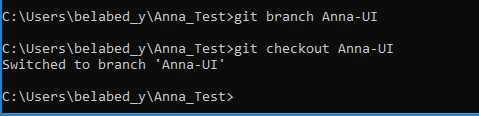 C:\Users\belabed_y\Anna_Test>git branch Anna-UI
C:\Users\belabed_y\Anna_Test>git checkout Anna-UI
Switched to branch 'Anna-UI'
C:\Users\belabed_y\Anna_Test>